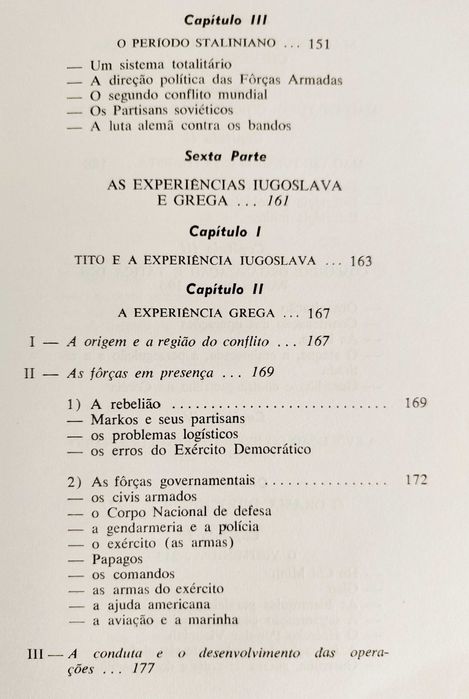 Capítulo III
O PERÍODO STALINIANO ... 151
— Um sistema totalitário
— A direção política das Fôrças Armadas
— O segundo conflito mundial
— Os Partisans soviéticos
— A luta alemã contra os bandos
Sexta Parte
AS EXPERIÊNCIAS IUGOSLAVA
E GREGA ... 161
Capítulo I
TITO E A EXPERIÊNCIA IUGOSLAVA ... 163
Capítulo II
A EXPERIÊNCIA GREGA ... 167
I — A origem e a região do conflito ... 167
II — As fôrças em presença ... 169
1) A rebelião ............................ 169
— Markos e seus partisans
— os problemas logísticos
— os erros do Exército Democrático
2) As fôrças governamentais ................ 172
— os civis armados
— o Corpo Nacional de defesa
— a gendarmeria e a polícia
— o exército (as armas)
— Papagos
— os comandos
— as armas do exército
— a ajuda americana
— a aviação e a marinha
III — A conduta e o desenvolvimento das opera-
ções ... 177